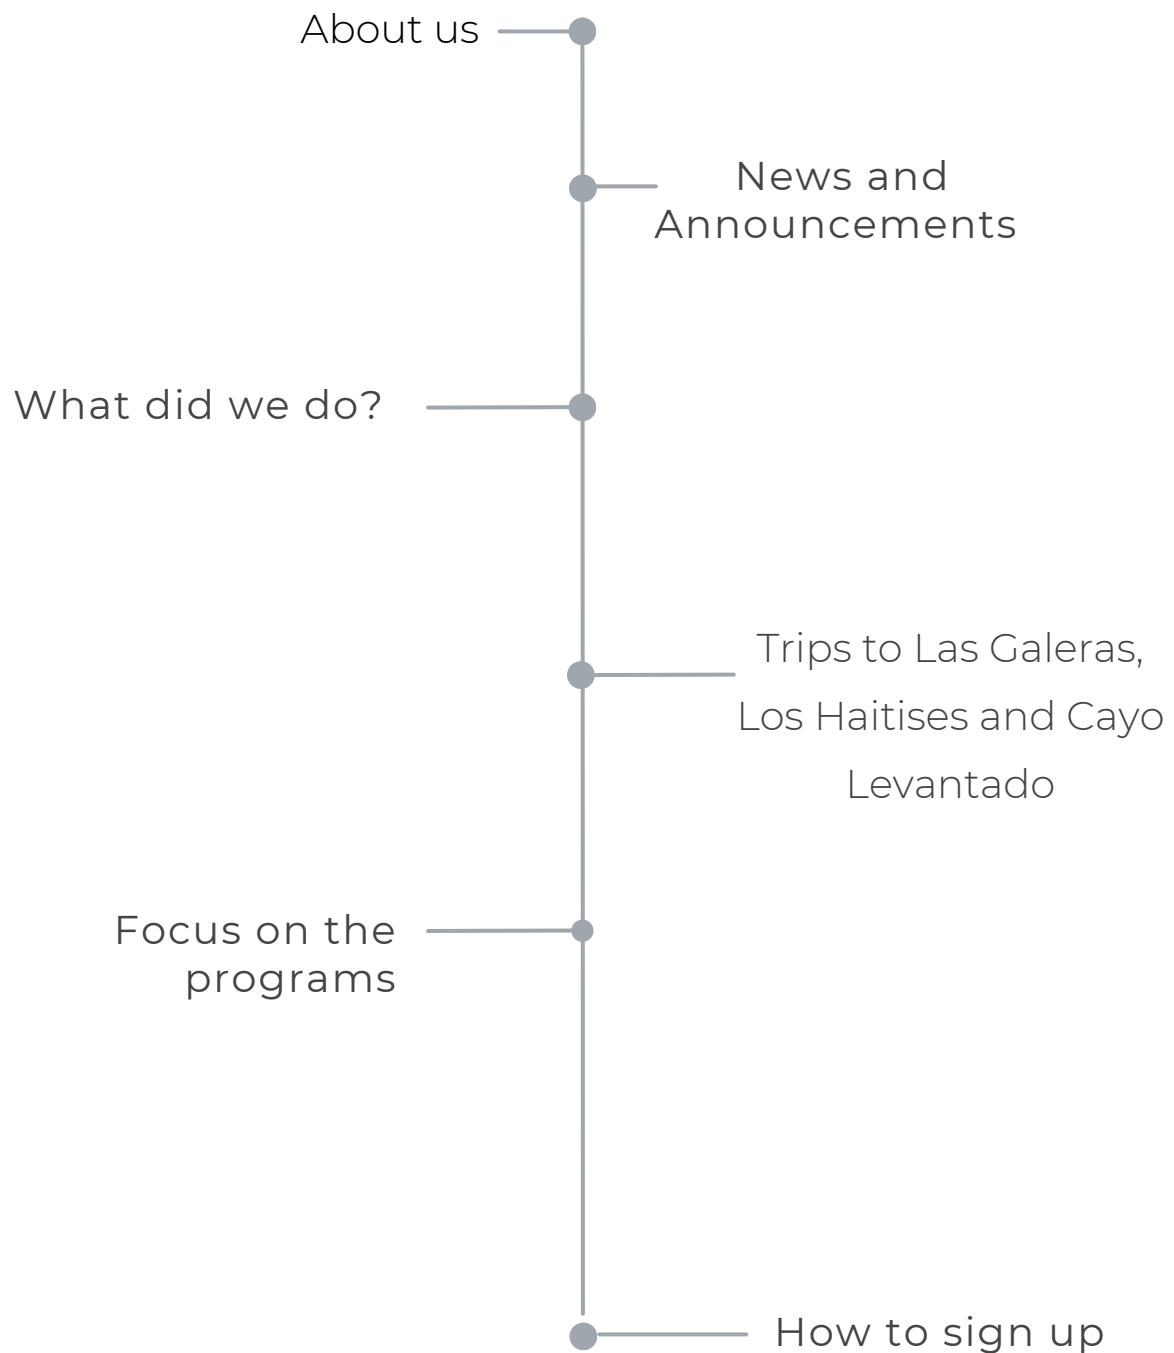 About us
News and
Announcements
What did we do?
Trips to Las Galeras,
Los Haitises and Cayo
Levantado
Focus on the
programs
How to sign up